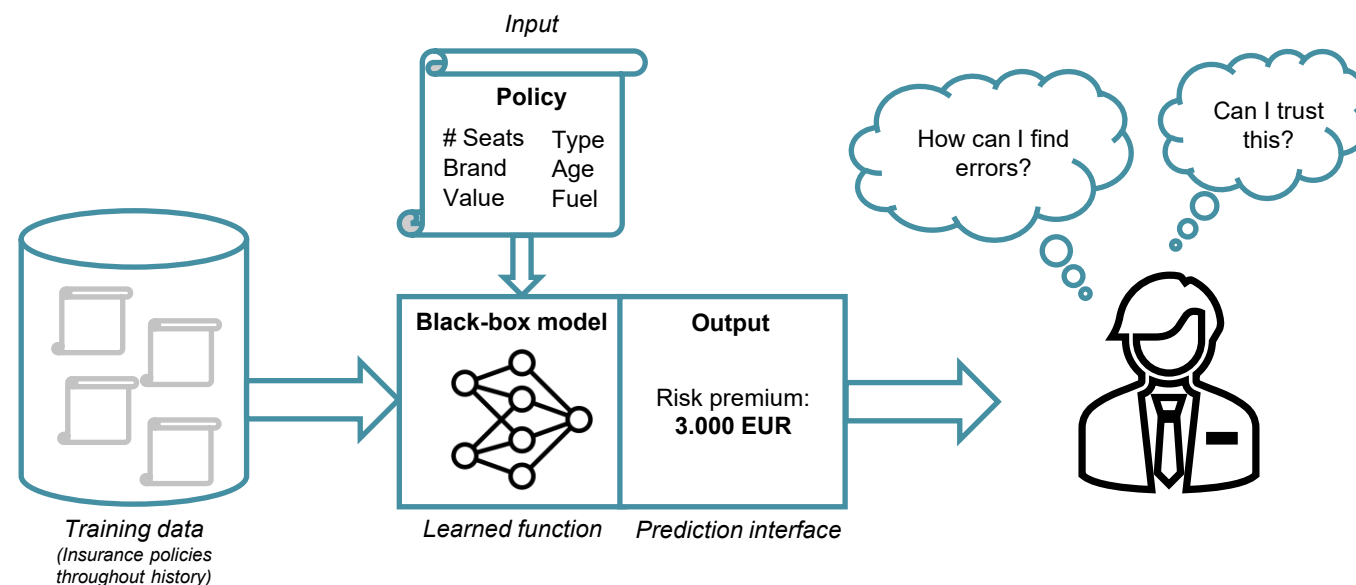 Input
Policy
# Seats Type
Brand Age
Value Fuel
How can I find
errors?
Can I trust
this?
Black-box model
Output
Risk premium:
3.000 EUR
Training data
(Insurance policies
throughout history)
Learned function
Prediction interface